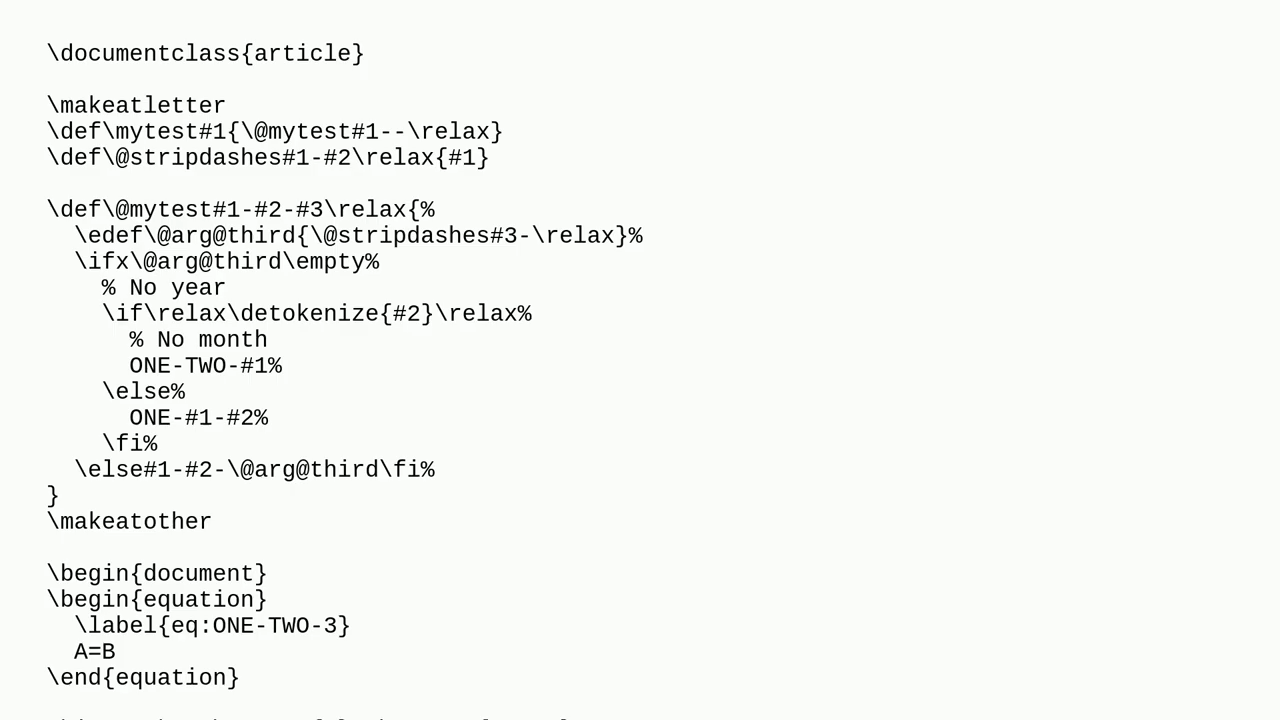 \documentclass{article}

\makeatletter
\def\mytest#1{\@mytest#1--\relax}
\def\@stripdashes#1-#2\relax{#1}

\def\@mytest#1-#2-#3\relax{%
  \edef\@arg@third{\@stripdashes#3-\relax}%
  \ifx\@arg@third\empty%
    % No year
    \if\relax\detokenize{#2}\relax%
      % No month
      ONE-TWO-#1%
    \else%
      ONE-#1-#2%
    \fi%
  \else#1-#2-\@arg@third\fi%
}
\makeatother

\begin{document}
\begin{equation}
  \label{eq:ONE-TWO-3}
  A=B
\end{equation}